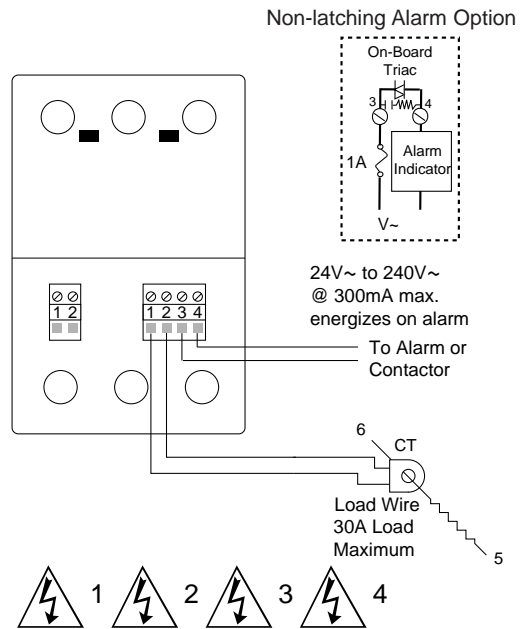 Non-latching Alarm Option
On-Board
Triac
3 4
1A
Alarm
Indicator
V~
24V~ to 240V~
@ 300mA max.
energizes on alarm
1 2
1 2 3 4
To Alarm or
Contactor
6
CT
Load Wire
30A Load
Maximum
5
1 2 3 4